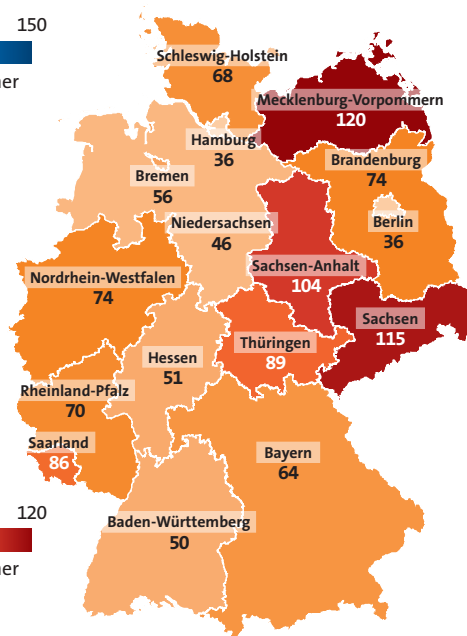 150
ner
Schleswig-Holstein
68
Mecklenburg-Vorpommern
120
Hamburg
36
Brandenburg
74
Bremen
56
Niedersachsen
46
Berlin
36
Nordrhein-Westfalen
74
Sachsen-Anhalt
104
Sachsen
115
Thüringen
89
Hessen
51
Rheinland-Pfalz
70
Saarland
86
Bayern
64
Baden-Württemberg
50
120
ner